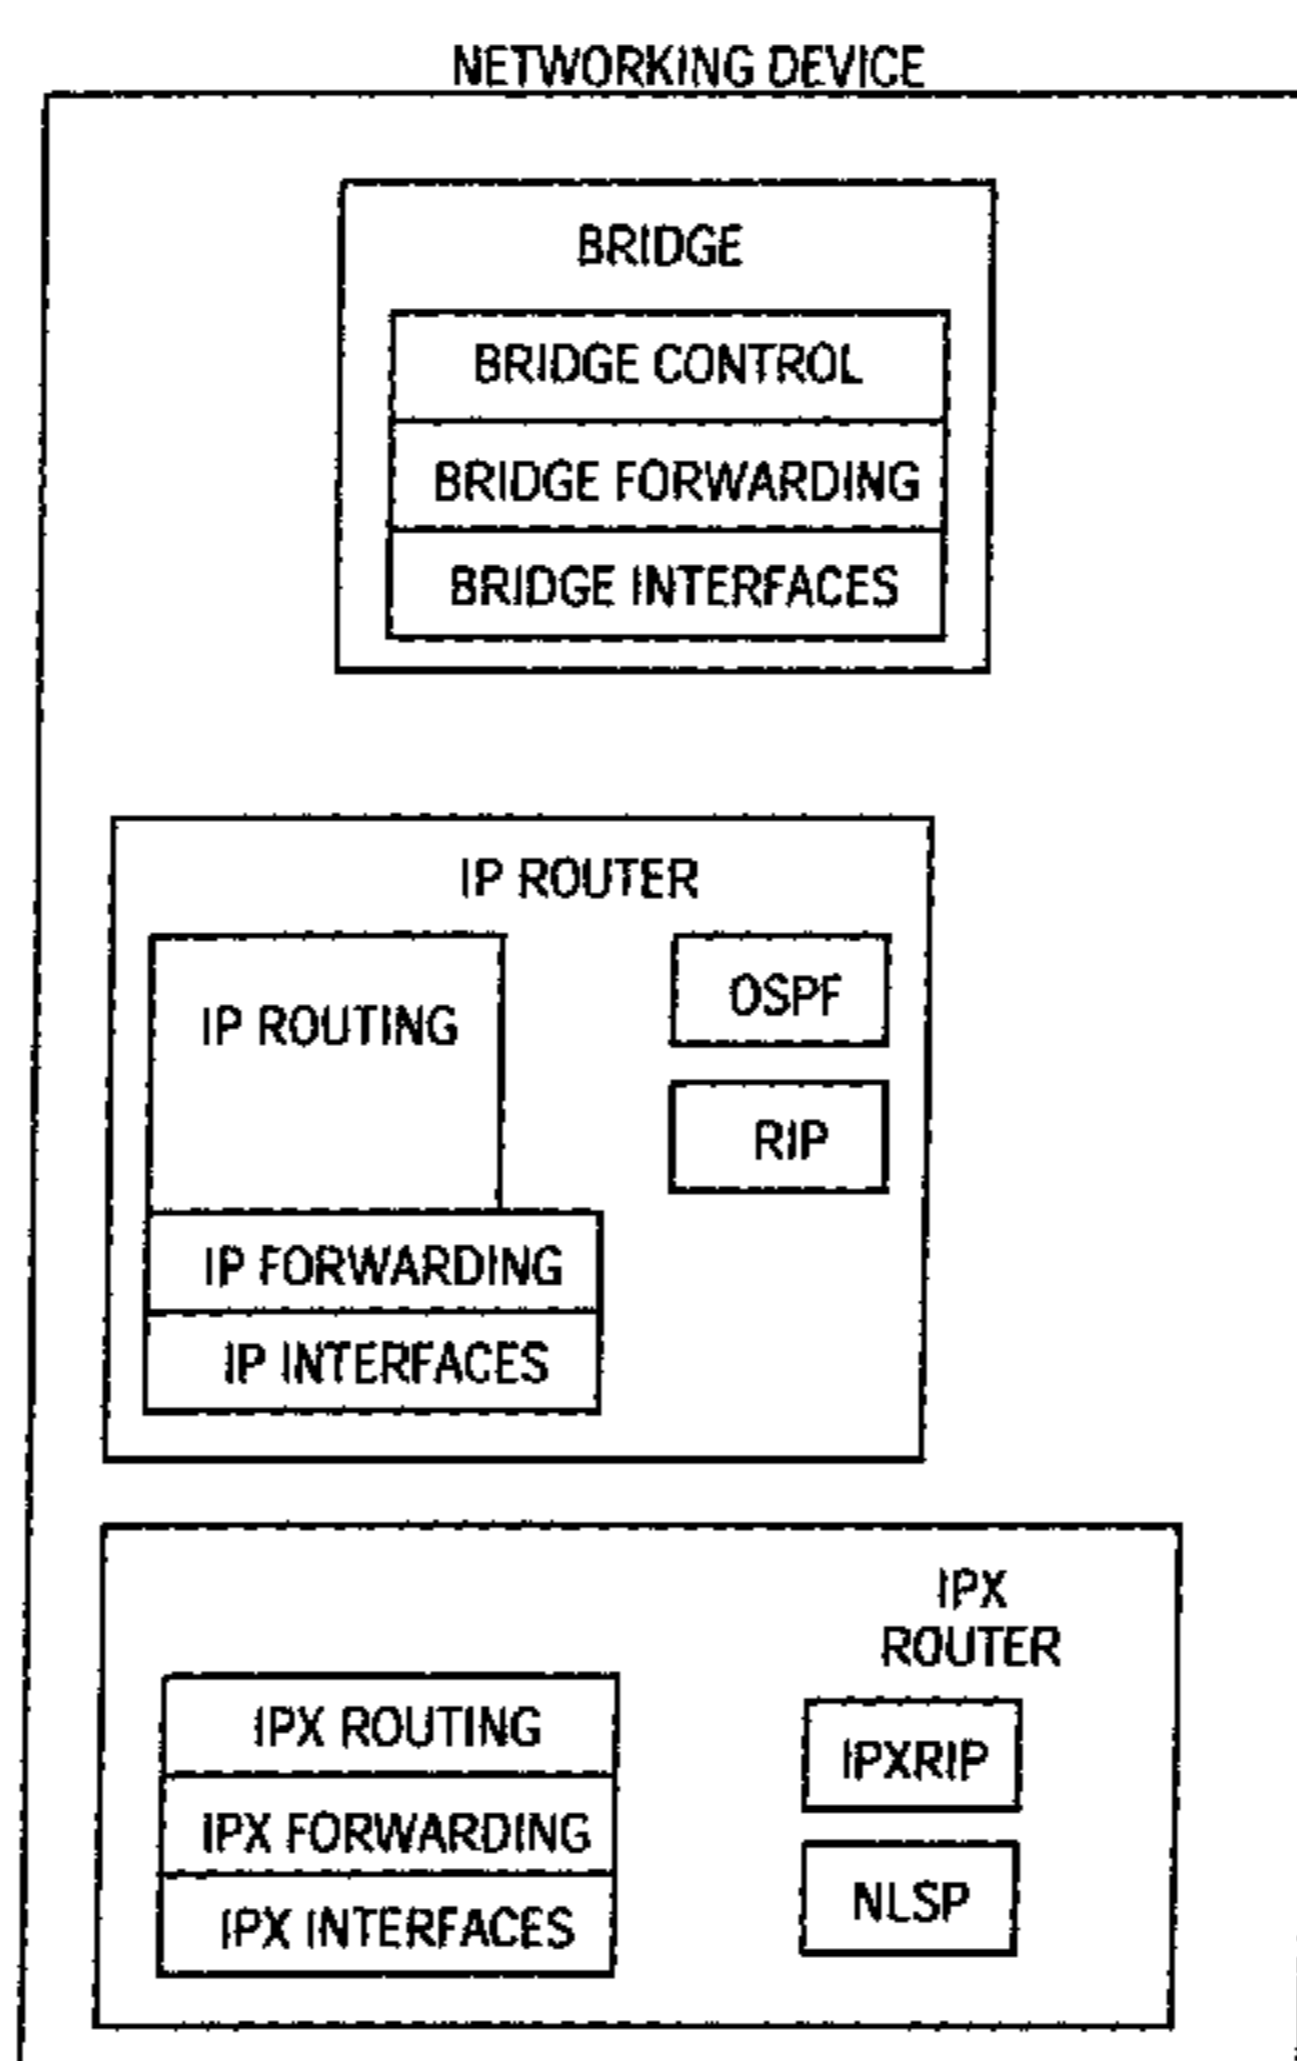 NETWORKING DEVICE
BRIDGE
BRIDGE CONTROL
BRIDGE FORWARDING
BRIDGE INTERFACES
IP ROUTER
IP ROUTING
OSPF
RIP
IP FORWARDING
IP INTERFACES
IPX
ROUTER
IPX ROUTING
IPX FORWARDING
IPX INTERFACES
IPXRIP
NLSP